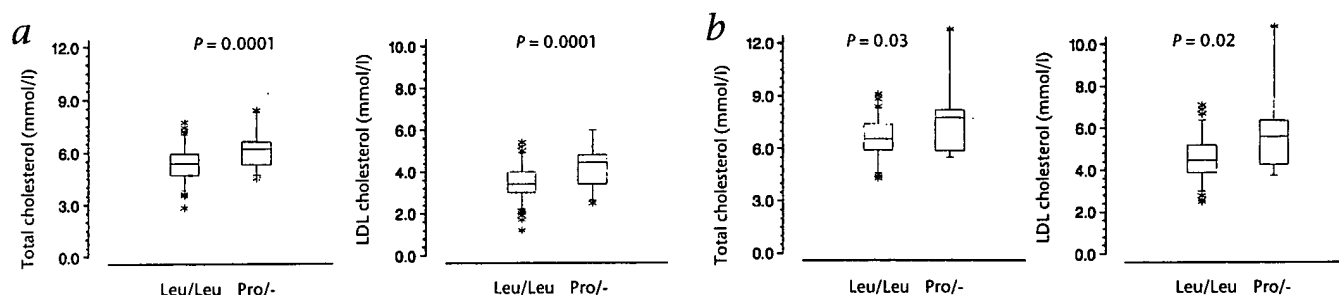 a
P = 0.0001
Total cholesterol (mmol/l)
12.0
9.0
6.0
3.0
0.0
Leu/Leu Pro/-
P = 0.0001
LDL cholesterol (mmol/l)
10.0
8.0
6.0
4.0
2.0
0.0
Leu/Leu Pro/-
b
P = 0.03
Total cholesterol (mmol/l)
12.0
9.0
6.0
3.0
0.0
Leu/Leu Pro/-
P = 0.02
LDL cholesterol (mmol/l)
10.0
8.0
6.0
4.0
2.0
0.0
Leu/Leu Pro/-